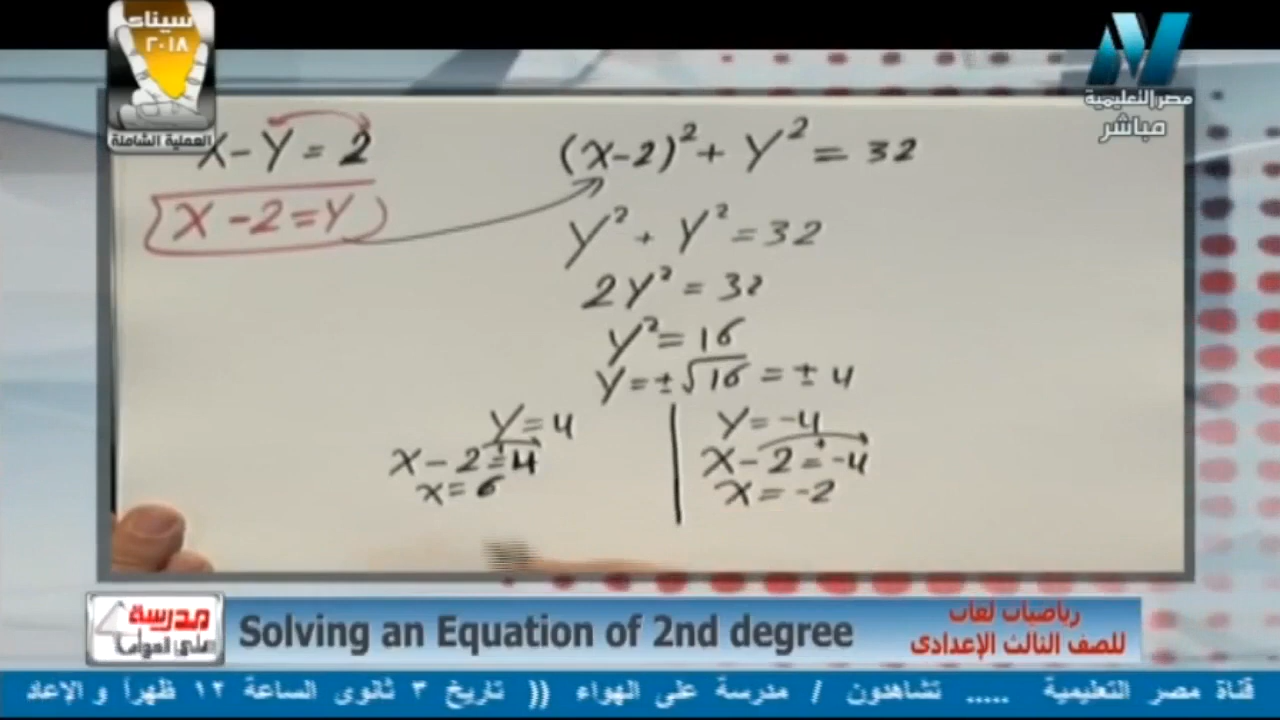 سيناء
٢٠١٨
العملية الشاملة
مصر التعليمية
مباشر
X - Y = 2
X - 2 = Y
(X-2)² + Y² = 32
Y² + Y² = 32
2Y² = 32
Y² = 16
Y = ± √16 = ± 4
Y = 4
X - 2 = 4
X = 6
Y = -4
X - 2 = -4
X = -2
مدرسة
على الهواء
Solving an Equation of 2nd degree
رياضيات لغات
للصف الثالث الإعدادى
قناة مصر التعليمية ..... تشاهدون / مدرسة على الهواء (( تاريخ ٣ ثانوى الساعة ١٢ ظهراً و الإعاد